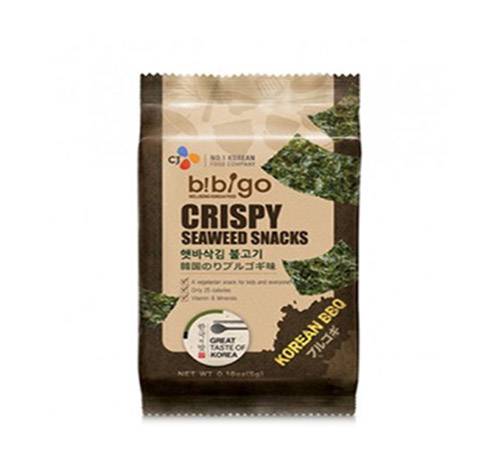 CJ
NO.1 KOREAN
FOOD COMPANY
b!b!go
CRISPY
SEAWEED SNACKS
햇바삭김 불고기
韓国のりプルゴギ味
A vegetarian snack for kids and everyone!
Only 25 calories
Vitamin & Minerals
GREAT
TASTE OF
KOREA
KOREAN BBQ
プルコギ
NET WT. 0.18oz(5g)